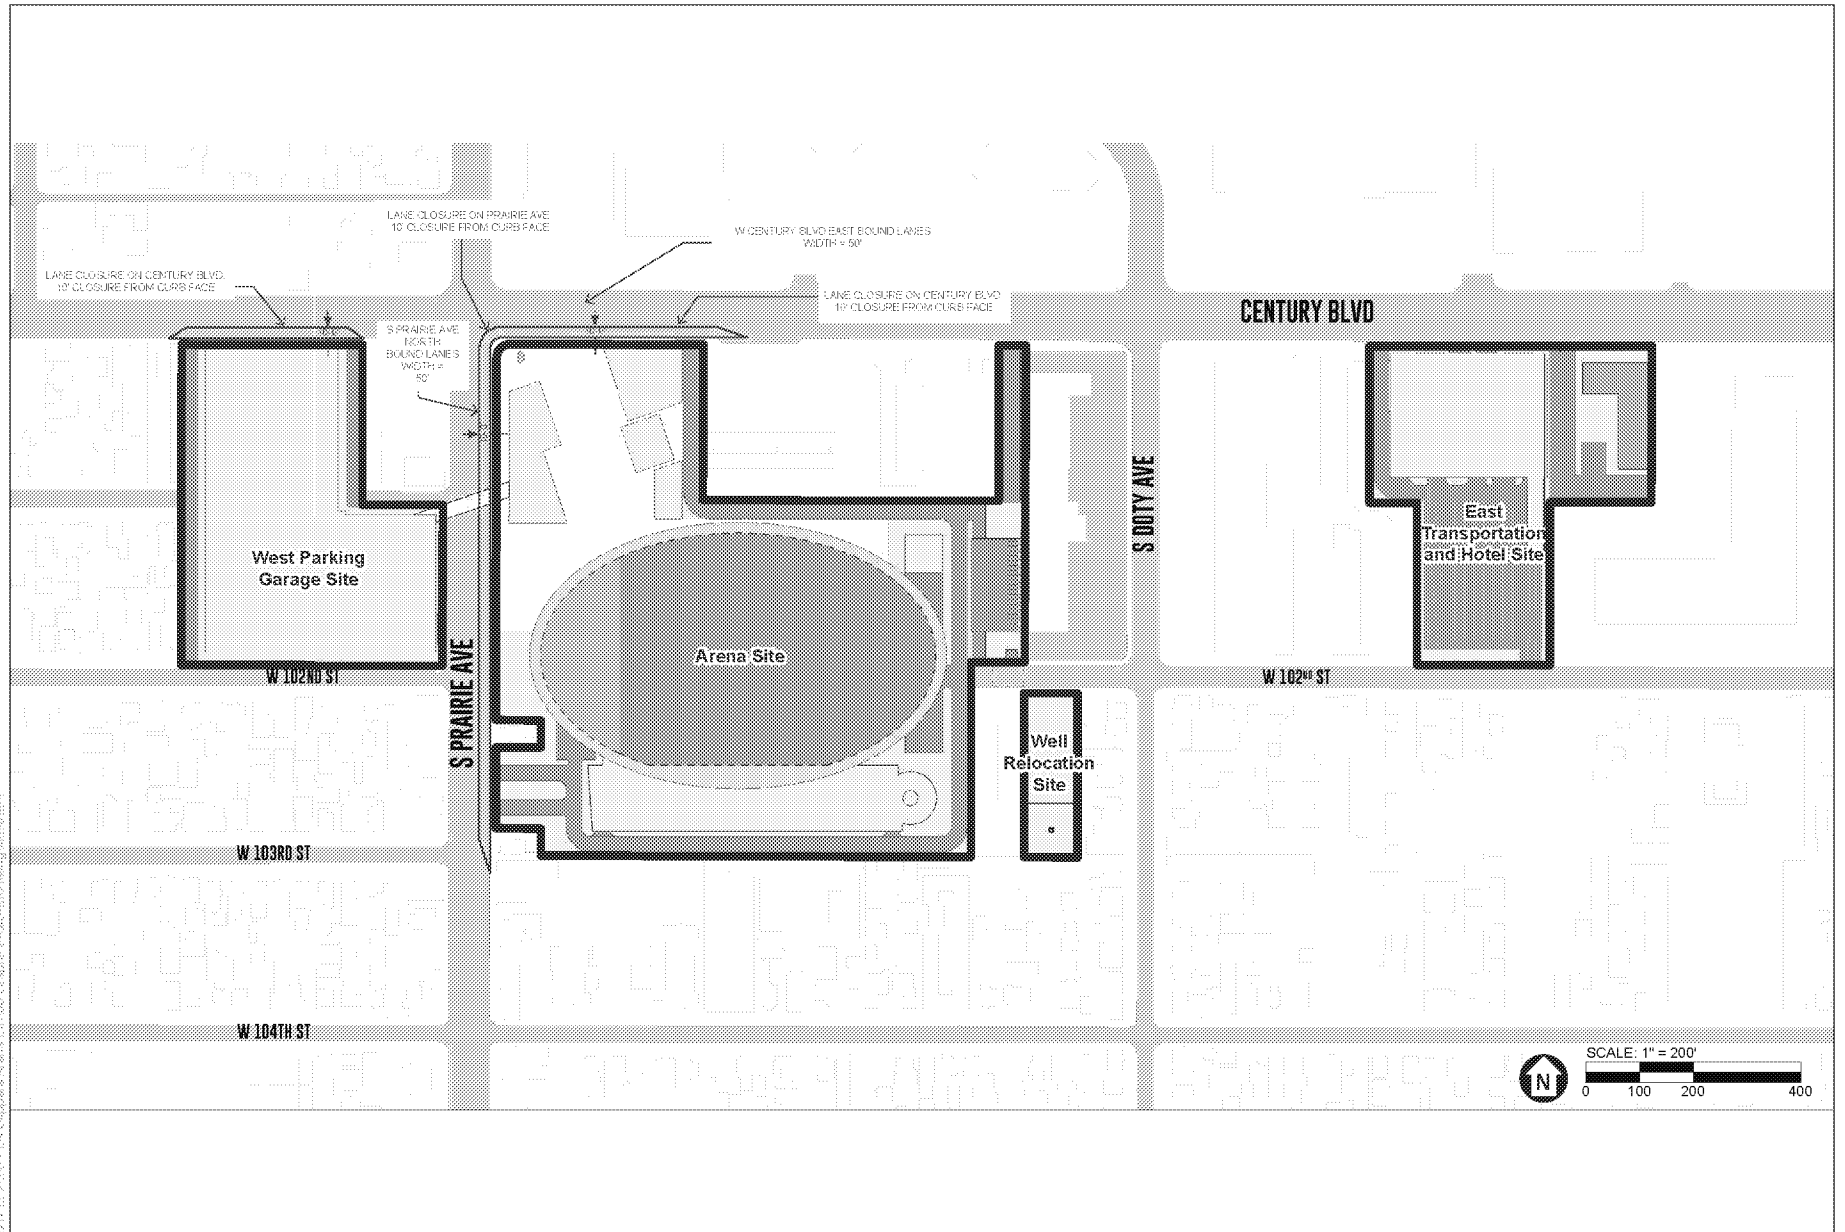 LANE CLOSURE ON PRAIRIE AVE
10' CLOSURE FROM CURB FACE
W CENTURY BLVD EAST BOUND LANES
WIDTH = 50'
LANE CLOSURE ON CENTURY BLVD.
10' CLOSURE FROM CURB FACE
LANE CLOSURE ON CENTURY BLVD
10' CLOSURE FROM CURB FACE
CENTURY BLVD
S PRAIRIE AVE
NORTH
BOUND LANES
WIDTH =
50'
S DOTY AVE
East
Transportation
and Hotel Site
West Parking
Garage Site
Arena Site
W 102ND ST
W 102ND ST
S PRAIRIE AVE
Well
Relocation
Site
W 103RD ST
W 104TH ST
N
SCALE: 1" = 200'
0 100 200 400